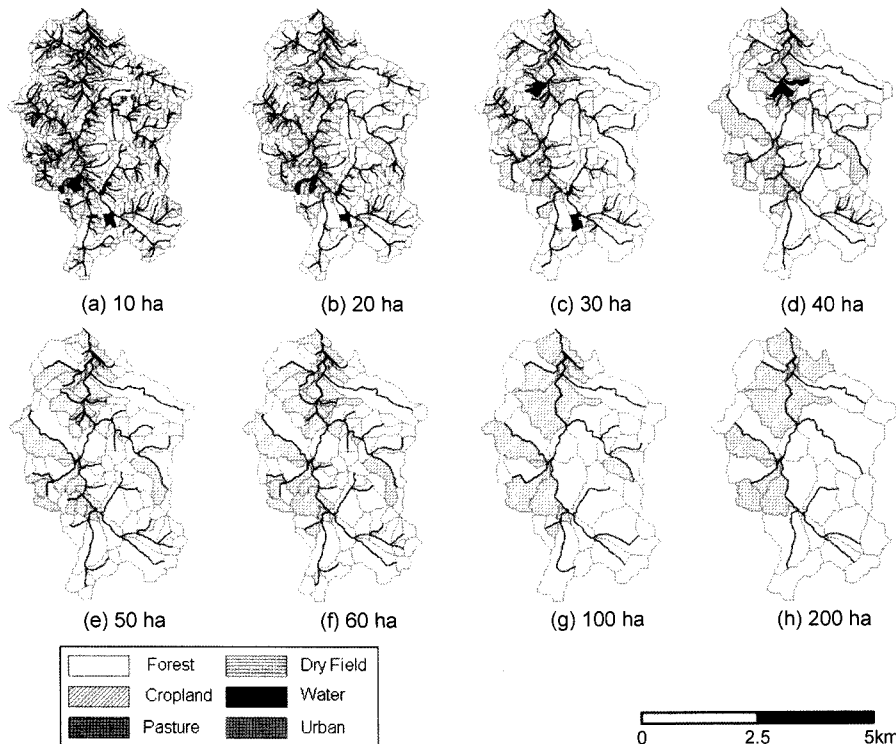 (a) 10 ha (b) 20 ha (c) 30 ha (d) 40 ha
(e) 50 ha (f) 60 ha (g) 100 ha (h) 200 ha
Forest Dry Field
Cropland Water
Pasture Urban
0 2.5 5km